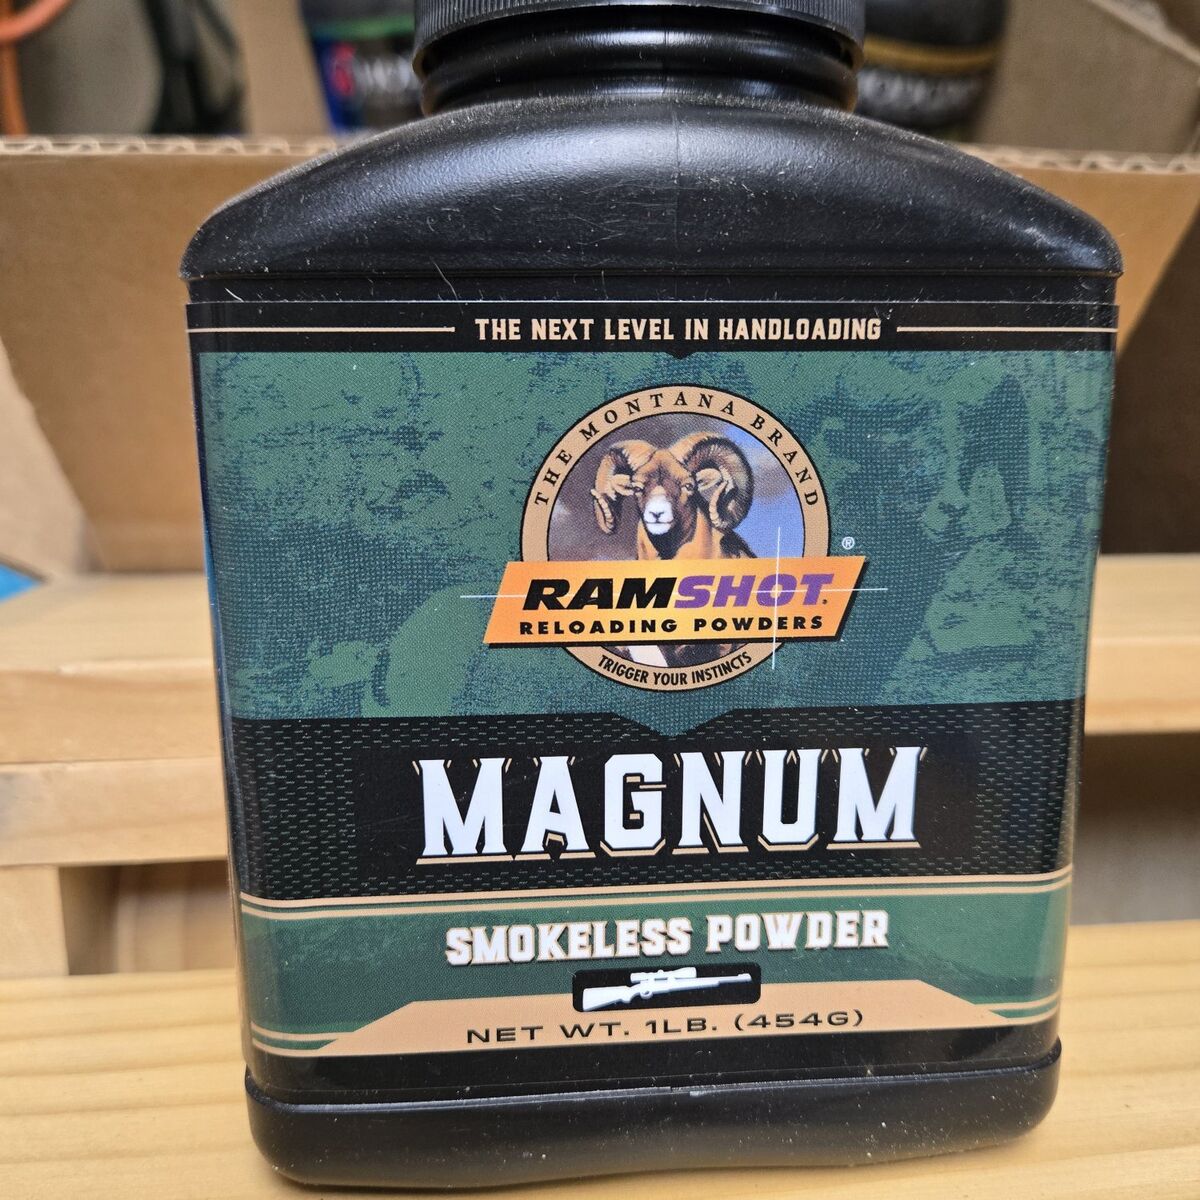 THE NEXT LEVEL IN HANDLOADING
THE MONTANA BRAND
®
RAMSHOT.
RELOADING POWDERS
TRIGGER YOUR INSTINCTS
MAGNUM
SMOKELESS POWDER
NET WT. 1LB. (454G)